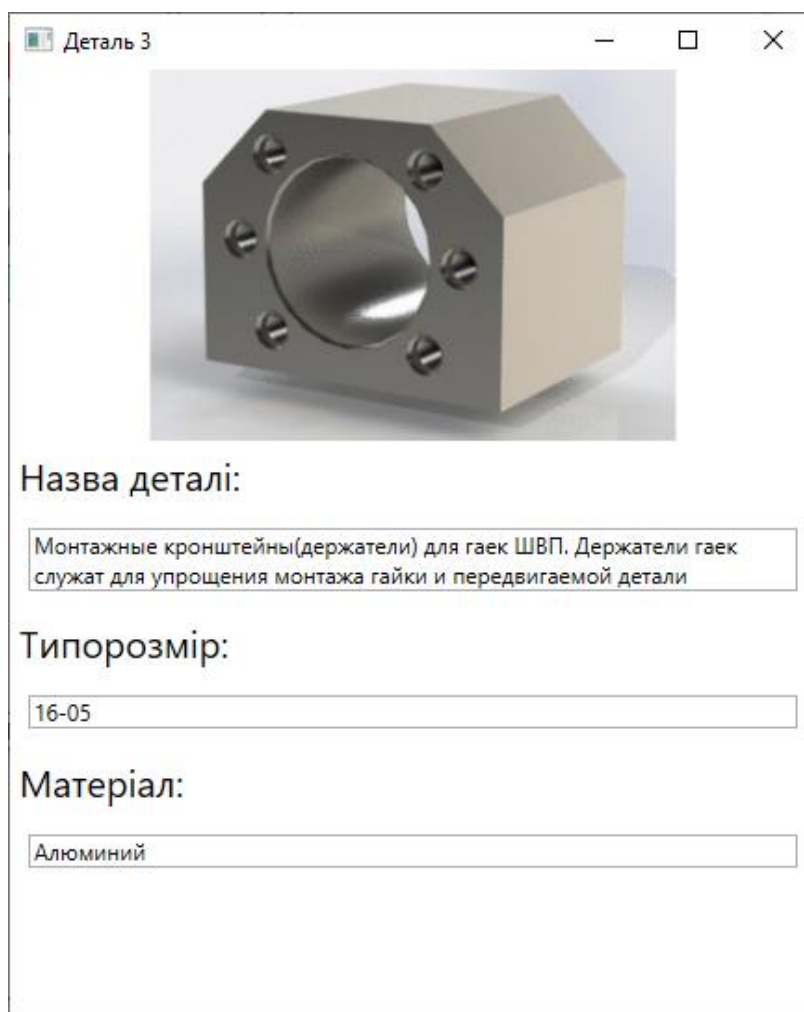 Деталь 3
Назва деталі:
Монтажные кронштейны(держатели) для гаек ШВП. Держатели гаек
служат для упрощения монтажа гайки и передвигаемой детали
Типорозмір:
16-05
Матеріал:
Алюминий